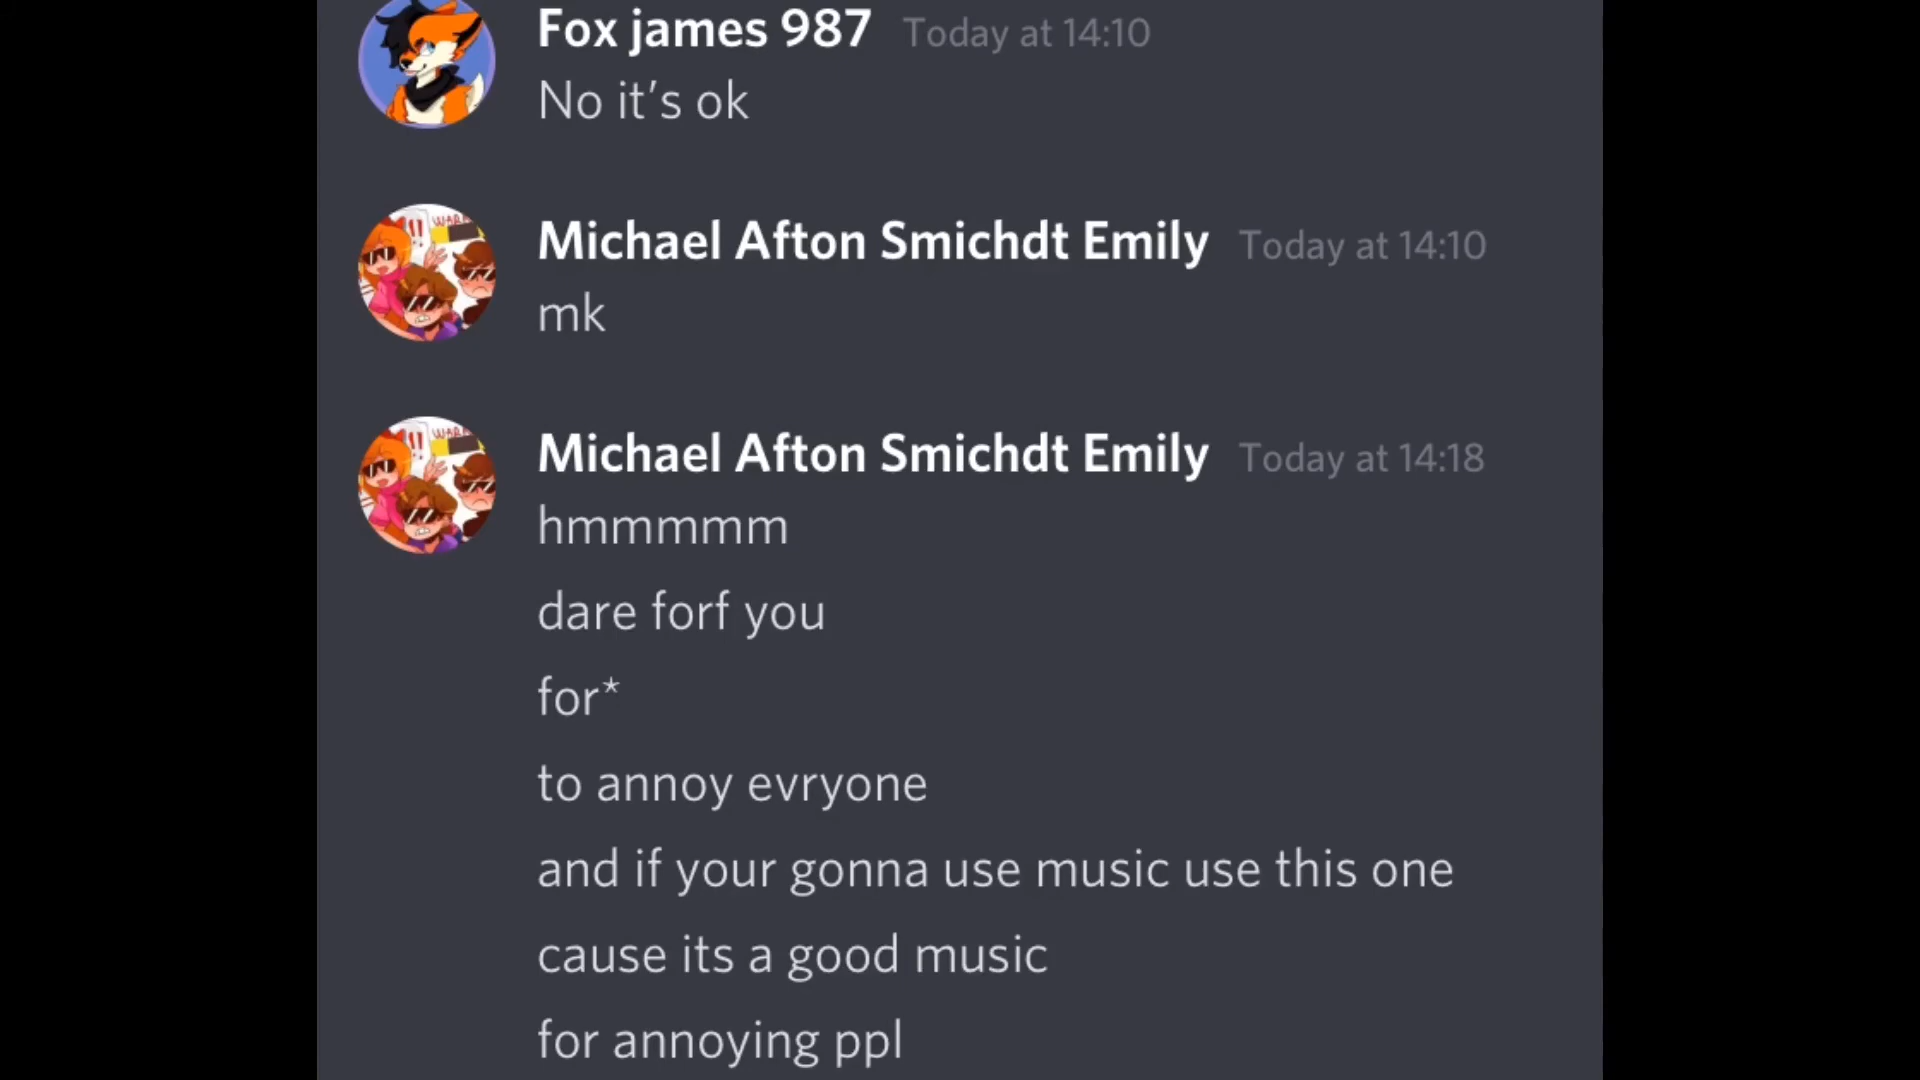 Fox james 987 Today at 14:10
No it’s ok
Michael Afton Smichdt Emily Today at 14:10
mk
Michael Afton Smichdt Emily Today at 14:18
hmmmmm
dare forf you
for*
to annoy evryone
and if your gonna use music use this one
cause its a good music
for annoying ppl